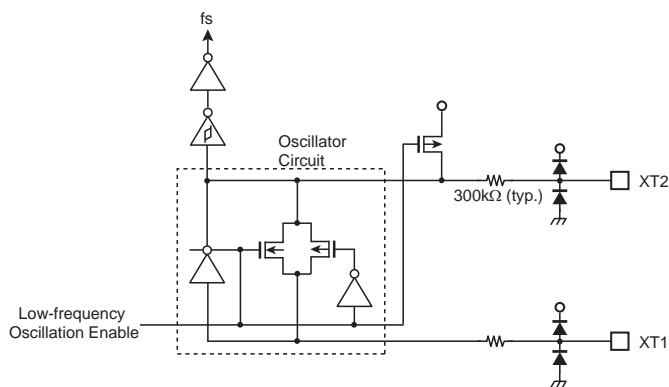 fs
Oscillator
Circuit
300kΩ (typ.)
XT2
Low-frequency
Oscillation Enable
XT1